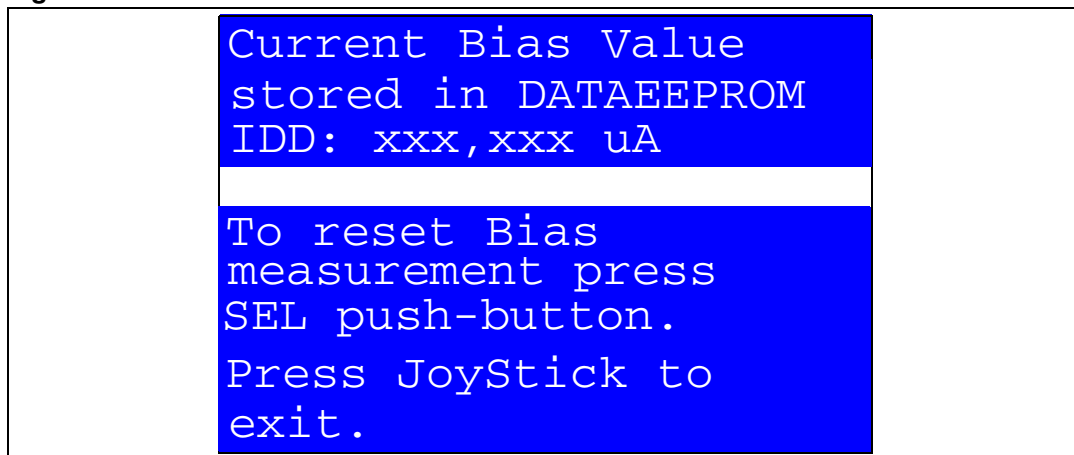 Current Bias Value
stored in DATAEEPROM
IDD: xxx,xxx uA
To reset Bias
measurement press
SEL push-button.
Press JoyStick to
exit.